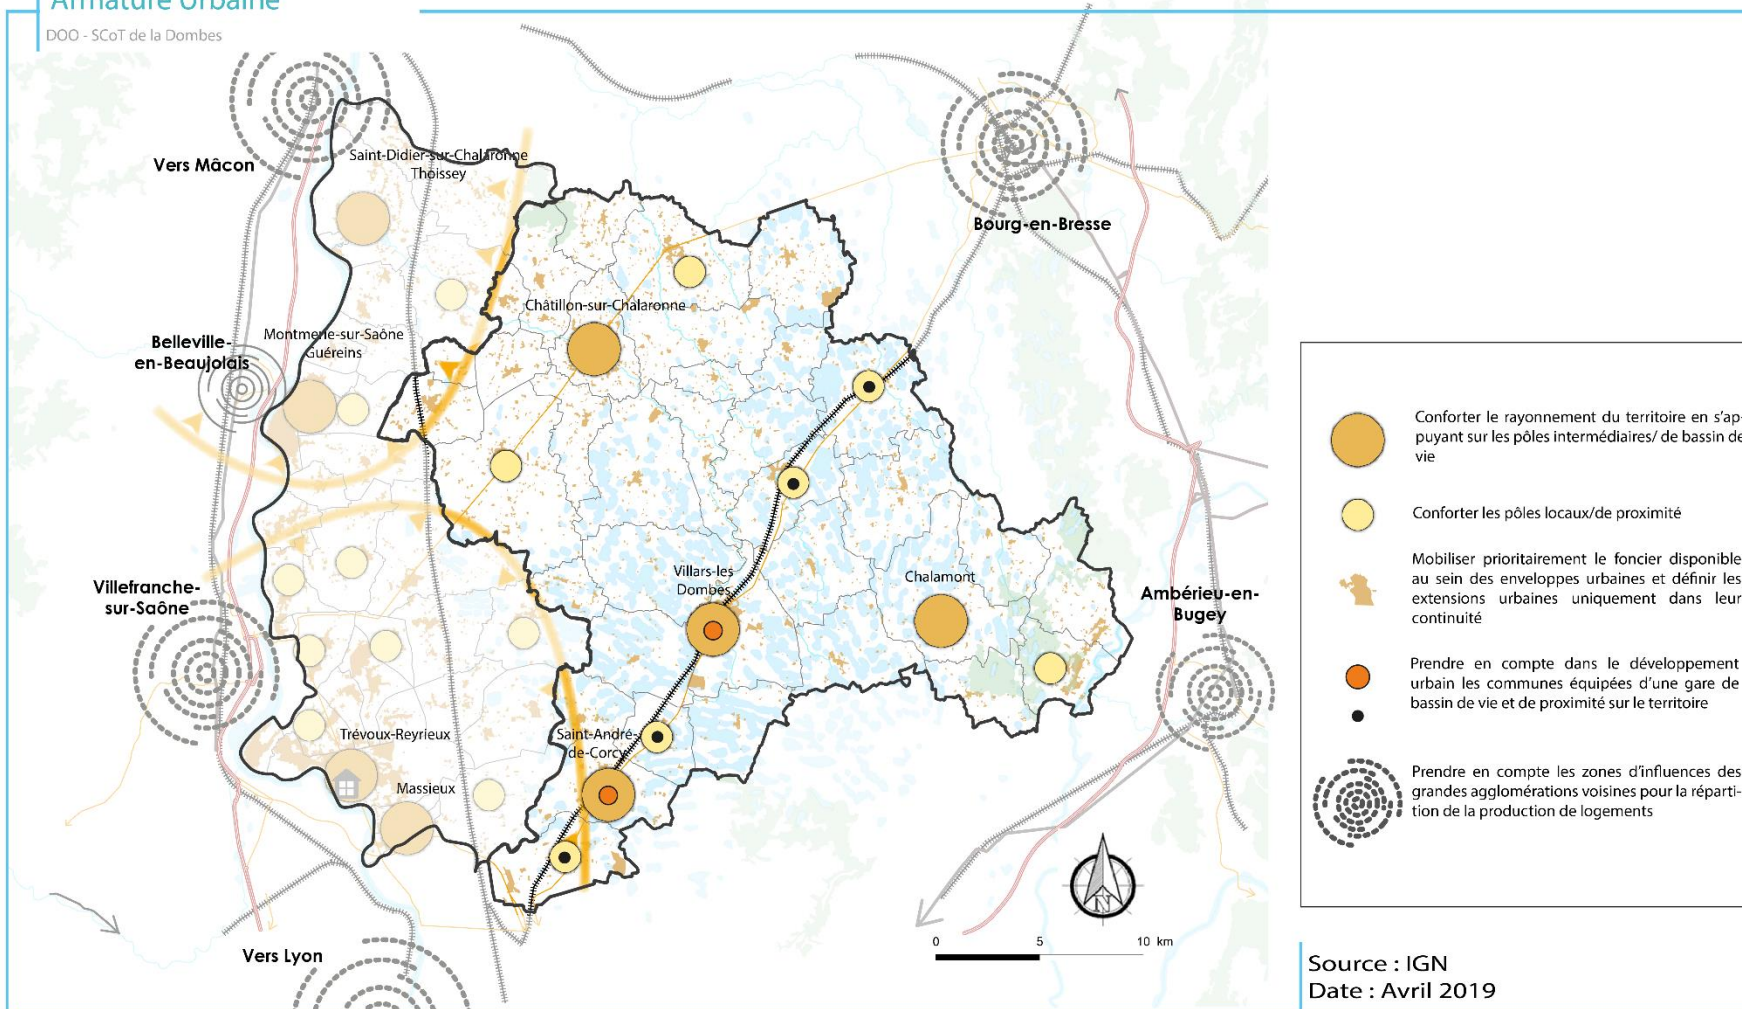 Armature Urbaine
DOO - SCoT de la Dombes
Vers Mâcon
Saint-Didier-sur-Chalaronne
Thoissey
Bourg-en-Bresse
Châtillon-sur-Chalaronne
Belleville-
en-Beaujolais
Montmerle-sur-Saône
Guéreins
Villefranche-
sur-Saône
Villars-les
Dombes
Chalamont
Ambérieu-en-
Bugey
Trévoux-Reyrieux
Saint-André-
de-Corcy
Massieux
Vers Lyon
N
0 5 10 km
Conforter le rayonnement du territoire en s'ap-
puyant sur les pôles intermédiaires/ de bassin de
vie
Conforter les pôles locaux/de proximité
Mobiliser prioritairement le foncier disponible
au sein des enveloppes urbaines et définir les
extensions urbaines uniquement dans leur
continuité
Prendre en compte dans le développement
urbain les communes équipées d'une gare de
bassin de vie et de proximité sur le territoire
Prendre en compte les zones d'influences des
grandes agglomérations voisines pour la réparti-
tion de la production de logements
Source : IGN
Date : Avril 2019